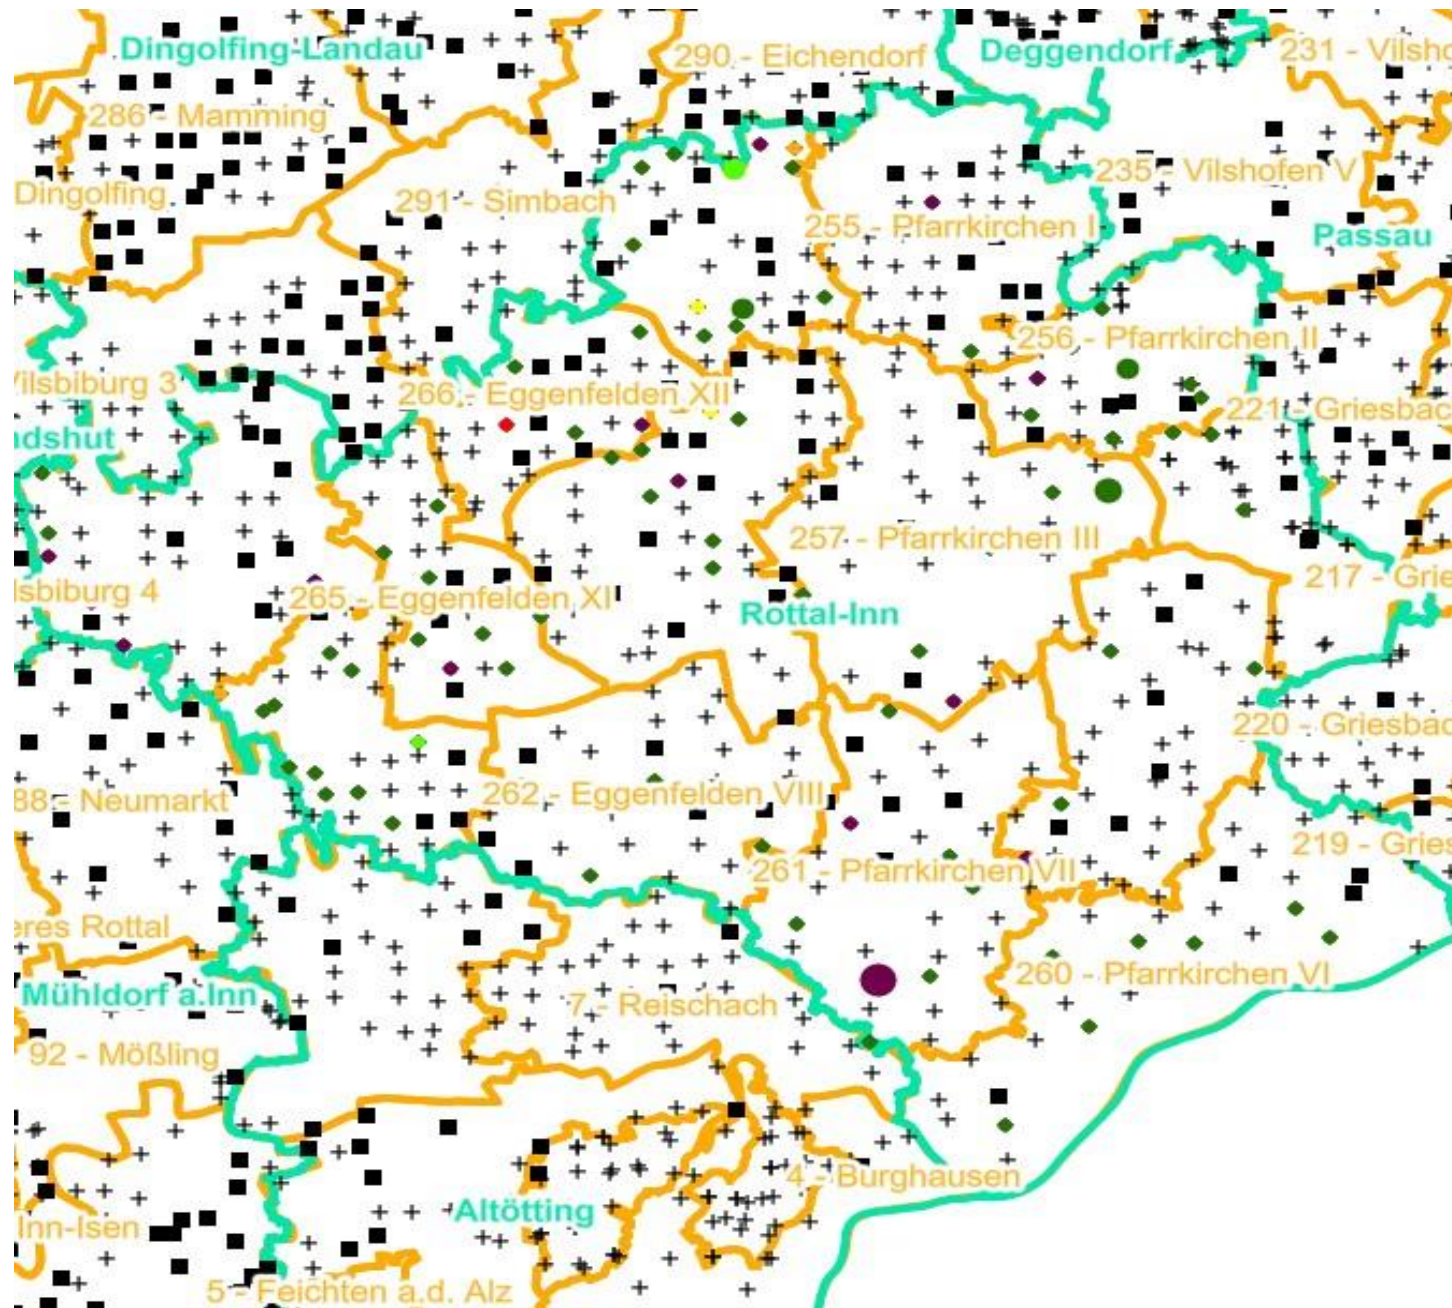 Dingolfing-Landau
290 - Eichendorf
Deggendorf
231 - Vilsho
286 - Mamming
235 - Vilshofen V
Dingolfing
291 - Simbach
255 - Pfarrkirchen I
Passau
256 - Pfarrkirchen II
Vilsbiburg 3
266 - Eggenfelden XII
221 - Griesbac
ndshut
257 - Pfarrkirchen III
lsbiburg 4
265 - Eggenfelden XI
217 - Grie
Rottal-Inn
220 - Griesbac
88 - Neumarkt
262 - Eggenfelden VIII
219 - Gries
261 - Pfarrkirchen VII
eres Rottal
260 - Pfarrkirchen VI
Mühldorf a.Inn
7 - Reischach
92 - Mößling
4 - Burghausen
Altötting
Inn-Isen
5 - Feichten a.d. Alz